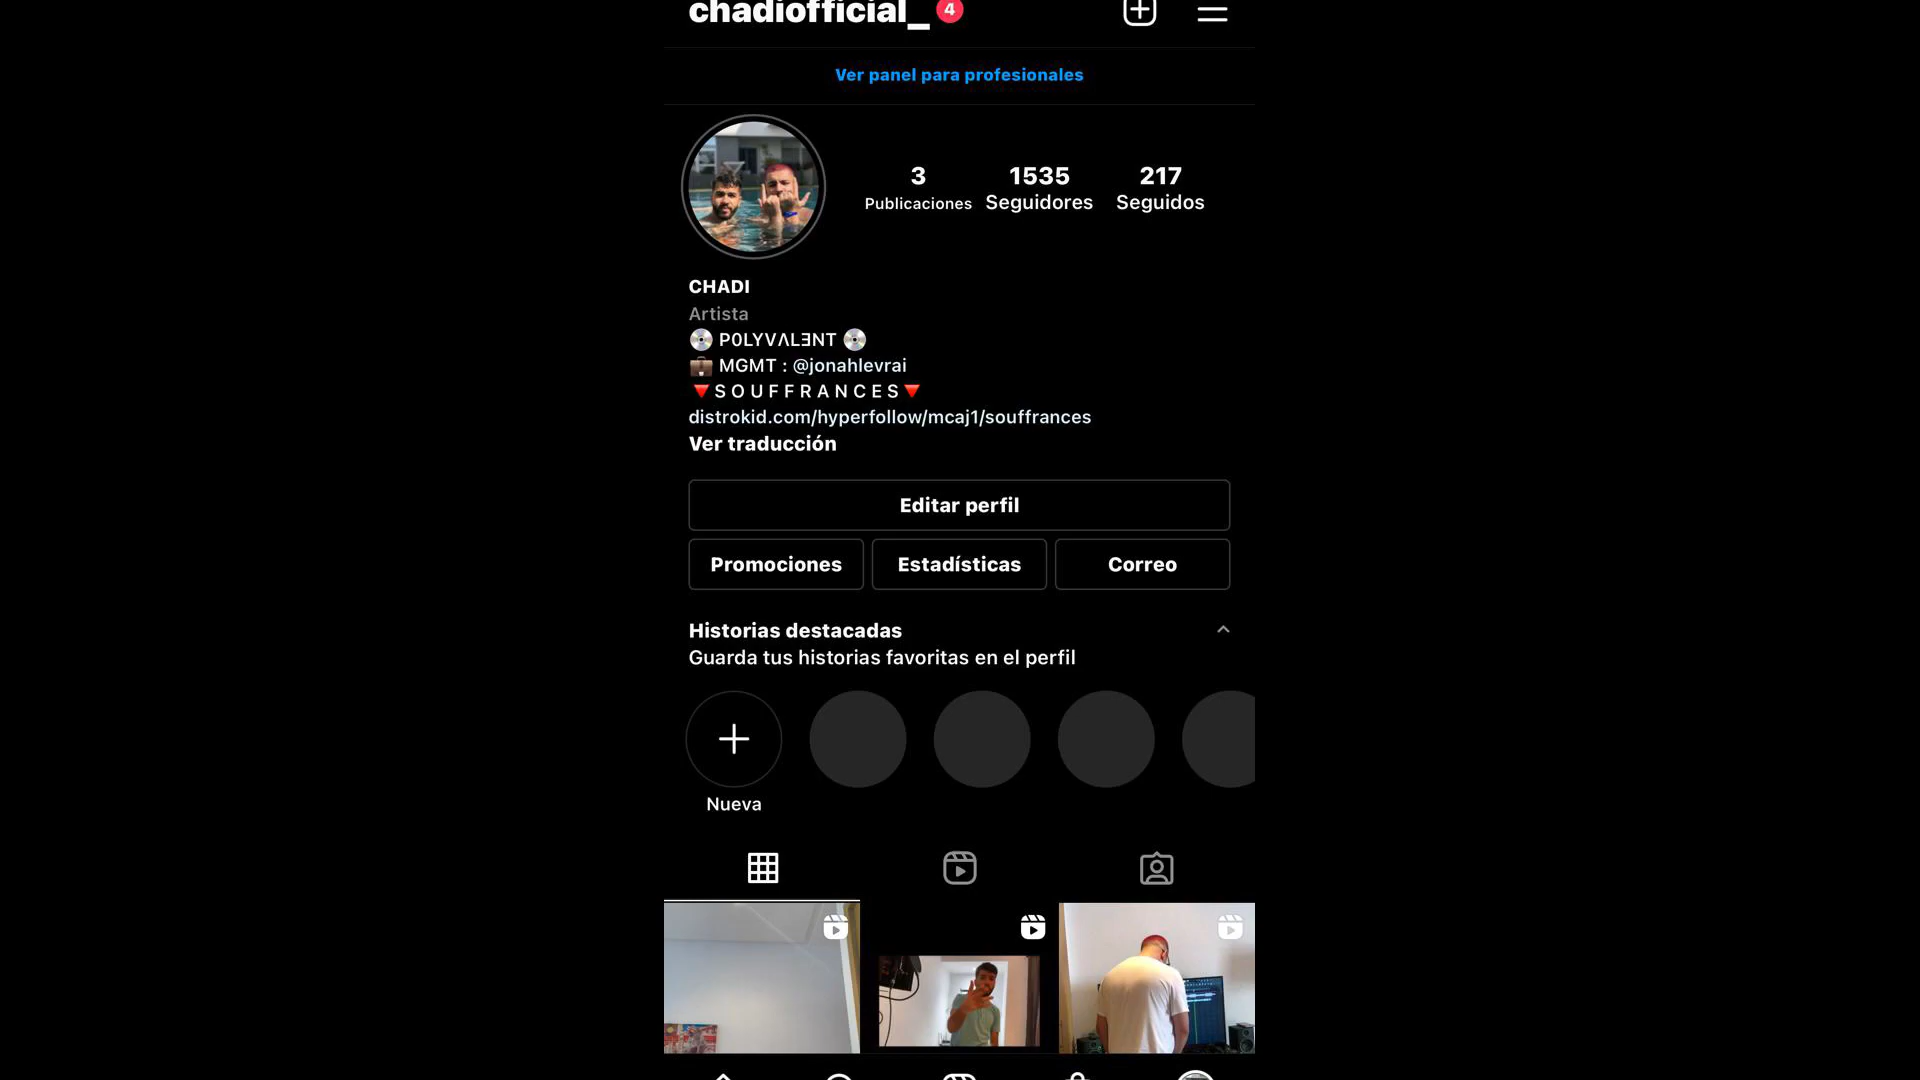 chadiofficial_ 4
Ver panel para profesionales
3 1535 217
Publicaciones Seguidores Seguidos
CHADI
Artista
💿 P0LYVΛLƎNT 💿
💼 MGMT : @jonahlevrai
🔻S O U F F R A N C E S🔻
distrokid.com/hyperfollow/mcaj1/souffrances
Ver traducción
Editar perfil
Promociones Estadísticas Correo
Historias destacadas
Guarda tus historias favoritas en el perfil
Nueva